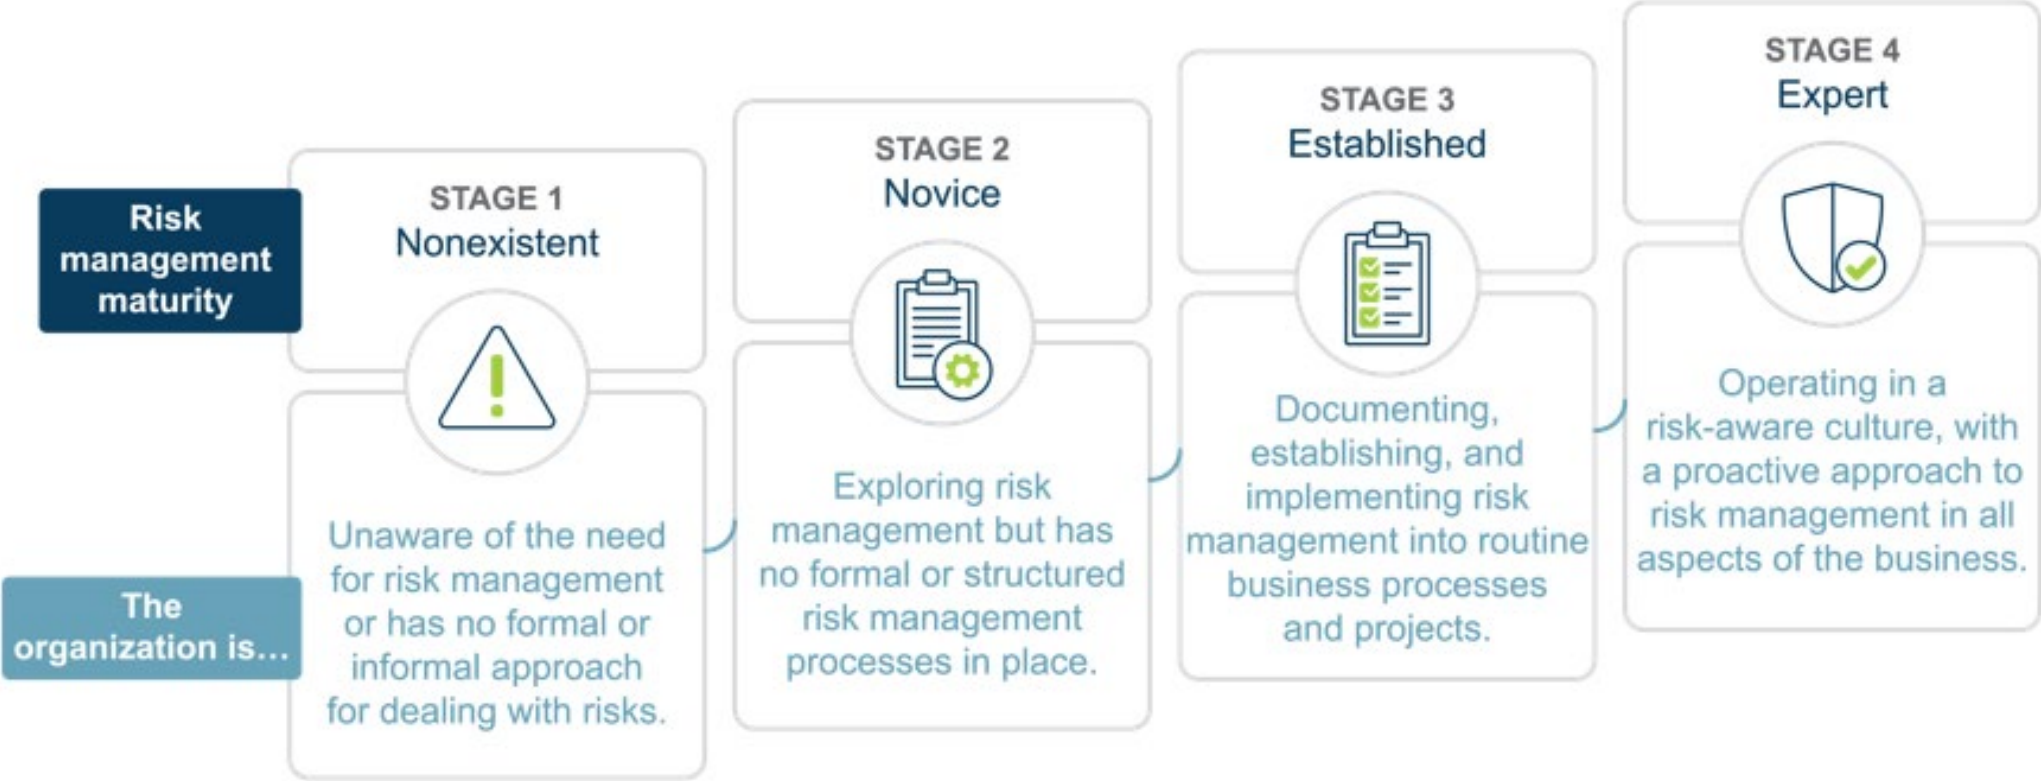 Risk
management
maturity
STAGE 1
Nonexistent
STAGE 2
Novice
STAGE 3
Established
STAGE 4
Expert
The
organization is...
Unaware of the need
for risk management
or has no formal or
informal approach
for dealing with risks.
Exploring risk
management but has
no formal or structured
risk management
processes in place.
Documenting,
establishing, and
implementing risk
management into routine
business processes
and projects.
Operating in a
risk-aware culture, with
a proactive approach to
risk management in all
aspects of the business.